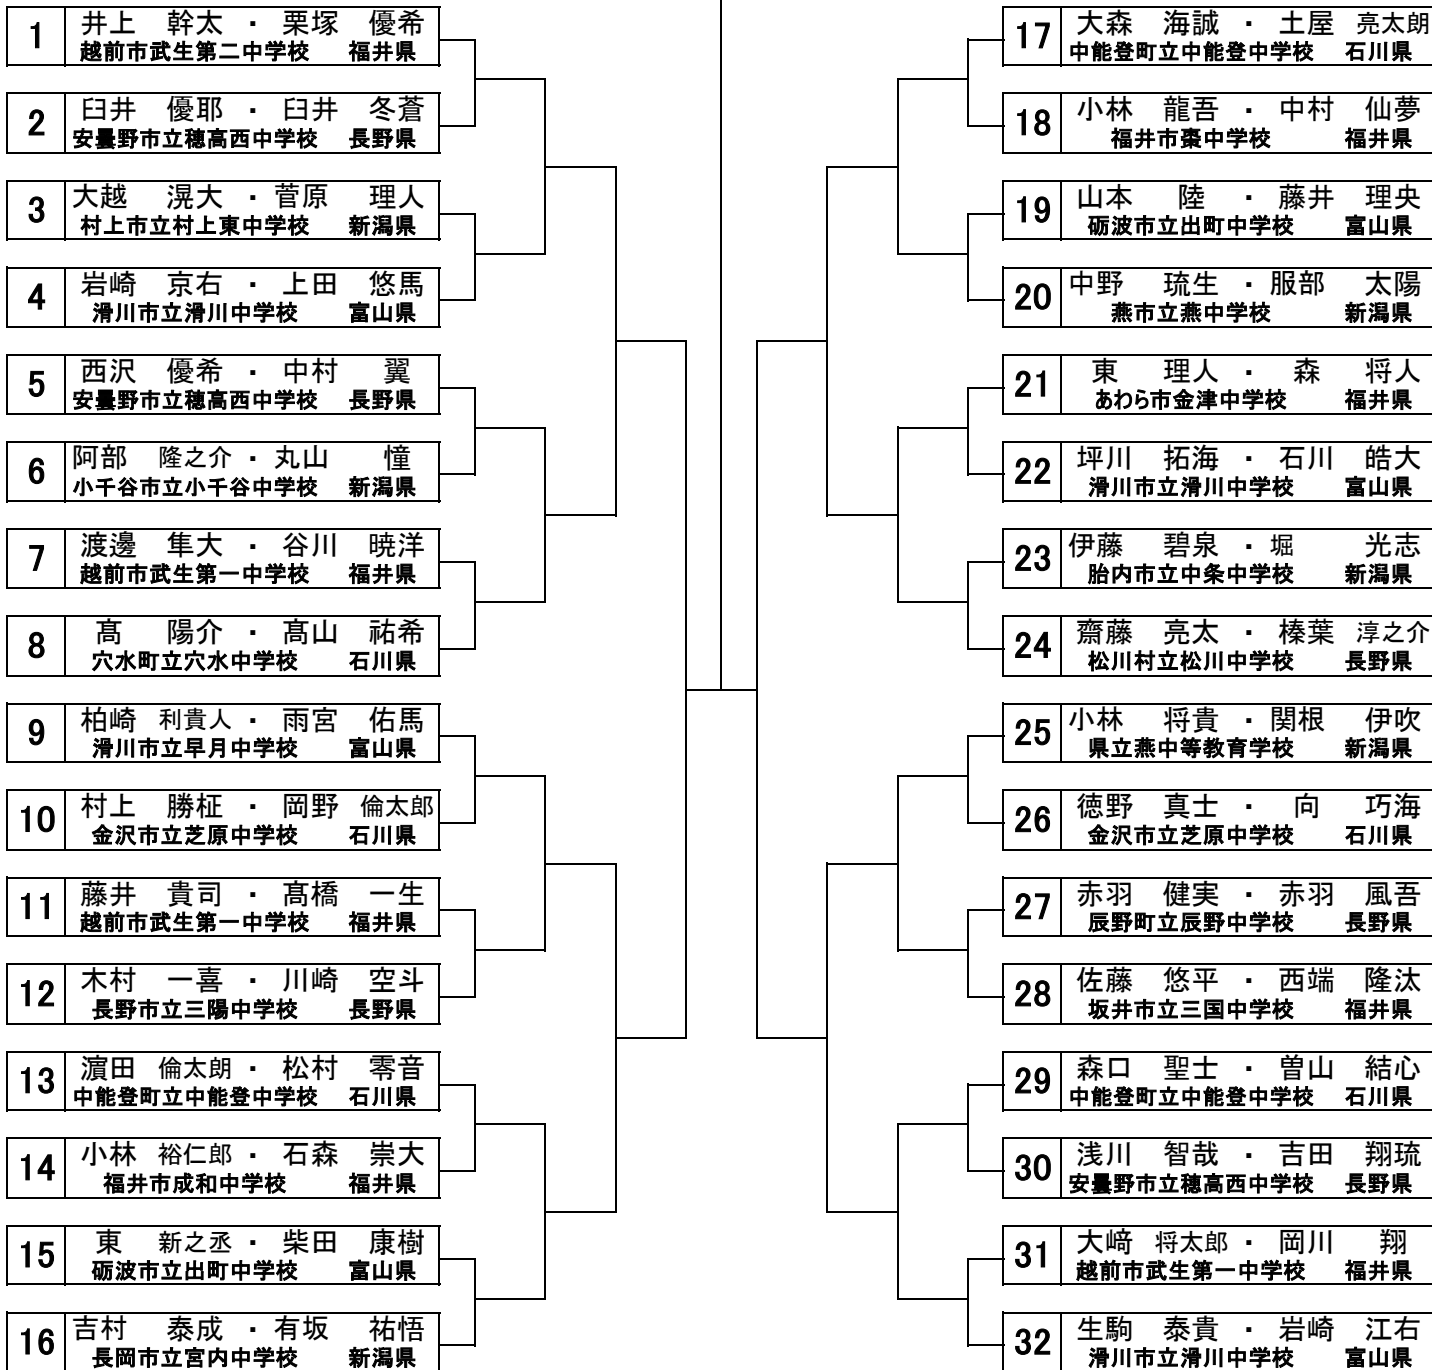 1 井上 幹太 ・ 栗塚 優希
越前市武生第二中学校 福井県
2 臼井 優耶 ・ 臼井 冬蒼
安曇野市立穂高西中学校 長野県
3 大越 滉大 ・ 菅原 理人
村上市立村上東中学校 新潟県
4 岩崎 京右 ・ 上田 悠馬
滑川市立滑川中学校 富山県
5 西沢 優希 ・ 中村 翼
安曇野市立穂高西中学校 長野県
6 阿部 隆之介 ・ 丸山 憧
小千谷市立小千谷中学校 新潟県
7 渡邊 隼大 ・ 谷川 暁洋
越前市武生第一中学校 福井県
8 髙 陽介 ・ 髙山 祐希
穴水町立穴水中学校 石川県
9 柏崎 利貴人 ・ 雨宮 佑馬
滑川市立早月中学校 富山県
10 村上 勝柾 ・ 岡野 倫太郎
金沢市立芝原中学校 石川県
11 藤井 貴司 ・ 髙橋 一生
越前市武生第一中学校 福井県
12 木村 一喜 ・ 川崎 空斗
長野市立三陽中学校 長野県
13 濵田 倫太朗 ・ 松村 零音
中能登町立中能登中学校 石川県
14 小林 裕仁郎 ・ 石森 崇大
福井市成和中学校 福井県
15 東 新之丞 ・ 柴田 康樹
砺波市立出町中学校 富山県
16 吉村 泰成 ・ 有坂 祐悟
長岡市立宮内中学校 新潟県
17 大森 海誠 ・ 土屋 亮太朗
中能登町立中能登中学校 石川県
18 小林 龍吾 ・ 中村 仙夢
福井市棗中学校 福井県
19 山本 陸 ・ 藤井 理央
砺波市立出町中学校 富山県
20 中野 琉生 ・ 服部 太陽
燕市立燕中学校 新潟県
21 東 理人 ・ 森 将人
あわら市金津中学校 福井県
22 坪川 拓海 ・ 石川 皓大
滑川市立滑川中学校 富山県
23 伊藤 碧泉 ・ 堀 光志
胎内市立中条中学校 新潟県
24 齋藤 亮太 ・ 榛葉 淳之介
松川村立松川中学校 長野県
25 小林 将貴 ・ 関根 伊吹
県立燕中等教育学校 新潟県
26 徳野 真士 ・ 向 巧海
金沢市立芝原中学校 石川県
27 赤羽 健実 ・ 赤羽 風吾
辰野町立辰野中学校 長野県
28 佐藤 悠平 ・ 西端 隆汰
坂井市立三国中学校 福井県
29 森口 聖士 ・ 曽山 結心
中能登町立中能登中学校 石川県
30 浅川 智哉 ・ 吉田 翔琉
安曇野市立穂高西中学校 長野県
31 大﨑 将太郎 ・ 岡川 翔
越前市武生第一中学校 福井県
32 生駒 泰貴 ・ 岩崎 江右
滑川市立滑川中学校 富山県